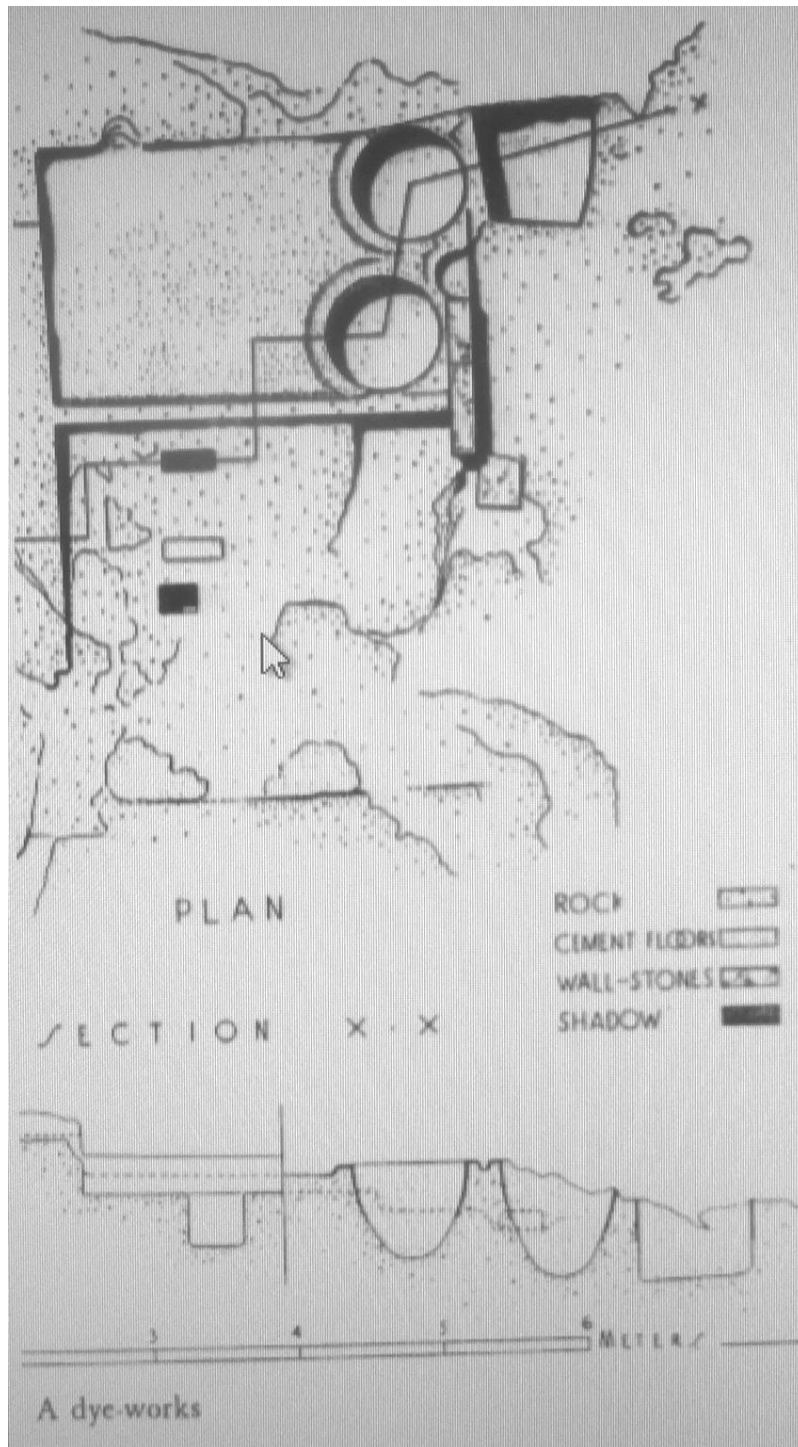 X
PLAN
ROCK
CEMENT FLOORS
WALL-STONES
SHADOW
SECTION X·X
3 4 5 6 METERS
A dye-works